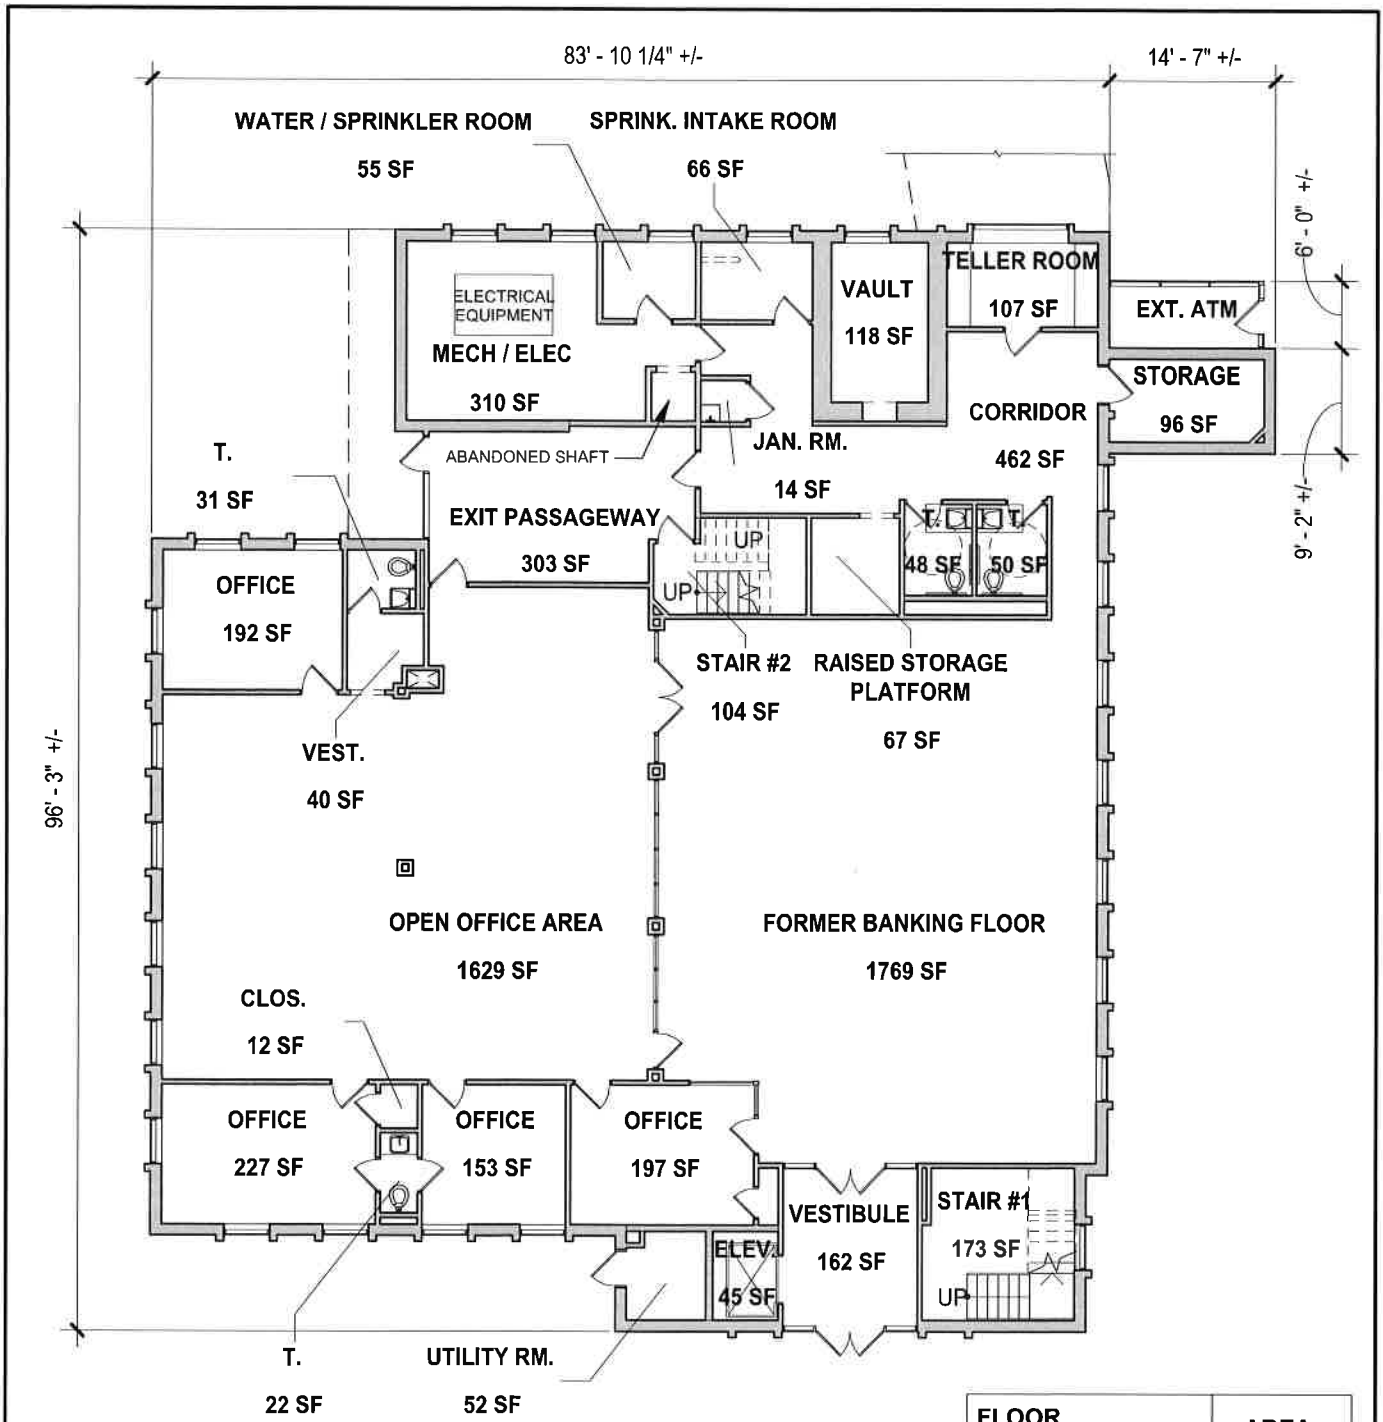 83' - 10 1/4" +/-
14' - 7" +/-
WATER / SPRINKLER ROOM
55 SF
SPRINK. INTAKE ROOM
66 SF
6' - 0" +/-
TELLER ROOM
107 SF
VAULT
118 SF
ELECTRICAL
EQUIPMENT
EXT. ATM
MECH / ELEC
310 SF
STORAGE
96 SF
CORRIDOR
462 SF
JAN. RM.
14 SF
ABANDONED SHAFT
T.
31 SF
9' - 2" +/-
EXIT PASSAGEWAY
303 SF
UP
UP
T.
48 SF
T.
50 SF
OFFICE
192 SF
STAIR #2
104 SF
RAISED STORAGE
PLATFORM
67 SF
VEST.
40 SF
96' - 3" +/-
OPEN OFFICE AREA
1629 SF
FORMER BANKING FLOOR
1769 SF
CLOS.
12 SF
OFFICE
227 SF
OFFICE
153 SF
OFFICE
197 SF
VESTIBULE
162 SF
STAIR #1
173 SF
UP
ELEV.
45 SF
T.
22 SF
UTILITY RM.
52 SF
FLOOR
AREA